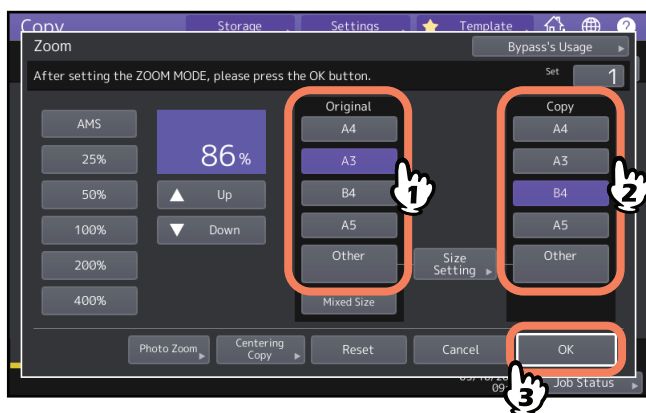 Copy
Storage
Settings
Template
?
Zoom
Bypass's Usage
After setting the ZOOM MODE, please press the OK button.
Set
1
Original
Copy
AMS
25%
50%
100%
200%
400%
86%
Up
Down
A4
A3
B4
A5
Other
Mixed Size
Size
Setting
A4
A3
B4
A5
Other
1
2
Photo Zoom
Centering
Copy
Reset
Cancel
OK
3
Job Status